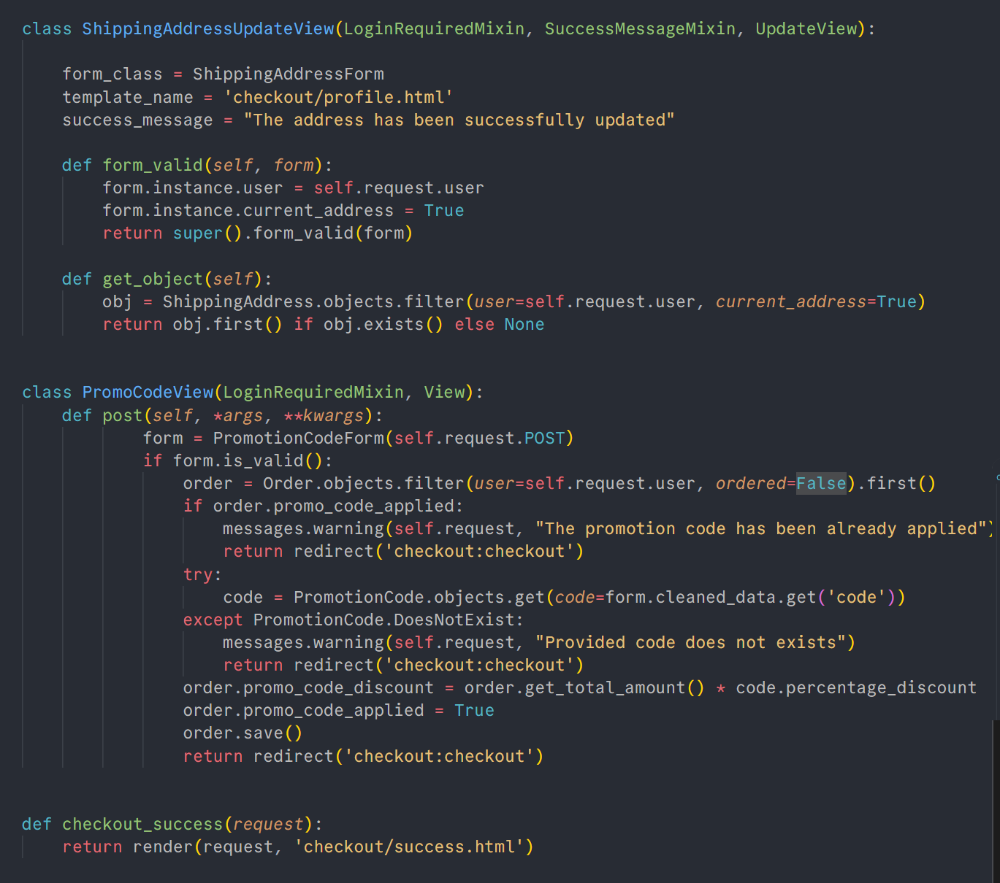 class ShippingAddressUpdateView(LoginRequiredMixin, SuccessMessageMixin, UpdateView):
    form_class = ShippingAddressForm
    template_name = 'checkout/profile.html'
    success_message = "The address has been successfully updated"
    def form_valid(self, form):
        form.instance.user = self.request.user
        form.instance.current_address = True
        return super().form_valid(form)
    def get_object(self):
        obj = ShippingAddress.objects.filter(user=self.request.user, current_address=True)
        return obj.first() if obj.exists() else None
class PromoCodeView(LoginRequiredMixin, View):
    def post(self, *args, **kwargs):
            form = PromotionCodeForm(self.request.POST)
            if form.is_valid():
                order = Order.objects.filter(user=self.request.user, ordered=False).first()
                if order.promo_code_applied:
                    messages.warning(self.request, "The promotion code has been already applied")
                    return redirect('checkout:checkout')
                try:
                    code = PromotionCode.objects.get(code=form.cleaned_data.get('code'))
                except PromotionCode.DoesNotExist:
                    messages.warning(self.request, "Provided code does not exists")
                    return redirect('checkout:checkout')
                order.promo_code_discount = order.get_total_amount() * code.percentage_discount
                order.promo_code_applied = True
                order.save()
                return redirect('checkout:checkout')
def checkout_success(request):
    return render(request, 'checkout/success.html')